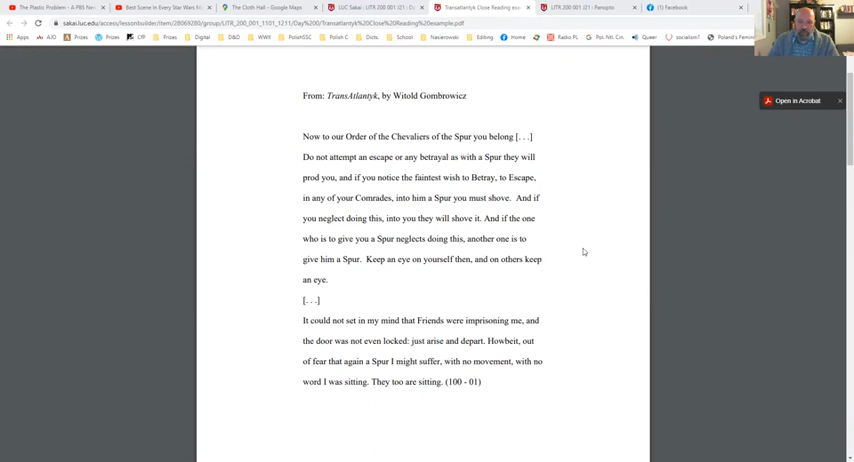 The Plastic Problem - A PBS New
Best Scene In Every Star Wars M
The Cloth Hall - Google Maps
LUC Sakai : LITR 200 001 i21 : Da
Transatlantyk Close Reading exa
LITR 200 001 i21 - Panopto
(1) Facebook
sakai.luc.edu/access/lessonbuilder/item/28069280/group/LITR_200_001_1101_1211/Day%200/Transatlantyk%20Close%20Reading%20example.pdf
Apps AJO Prizes Prizes CfP Prizes Digital D&D WWII PolishSSC Polish C Dicts. School Nasierowski Editing Home Radio PL Pol. Ntl. Cin. Queer socialism? Poland's Femin
Open in Acrobat
From: TransAtlantyk, by Witold Gombrowicz
Now to our Order of the Chevaliers of the Spur you belong [. . .]
Do not attempt an escape or any betrayal as with a Spur they will
prod you, and if you notice the faintest wish to Betray, to Escape,
in any of your Comrades, into him a Spur you must shove. And if
you neglect doing this, into you they will shove it. And if the one
who is to give you a Spur neglects doing this, another one is to
give him a Spur. Keep an eye on yourself then, and on others keep
an eye.
[. . .]
It could not set in my mind that Friends were imprisoning me, and
the door was not even locked: just arise and depart. Howbeit, out
of fear that again a Spur I might suffer, with no movement, with no
word I was sitting. They too are sitting. (100 - 01)